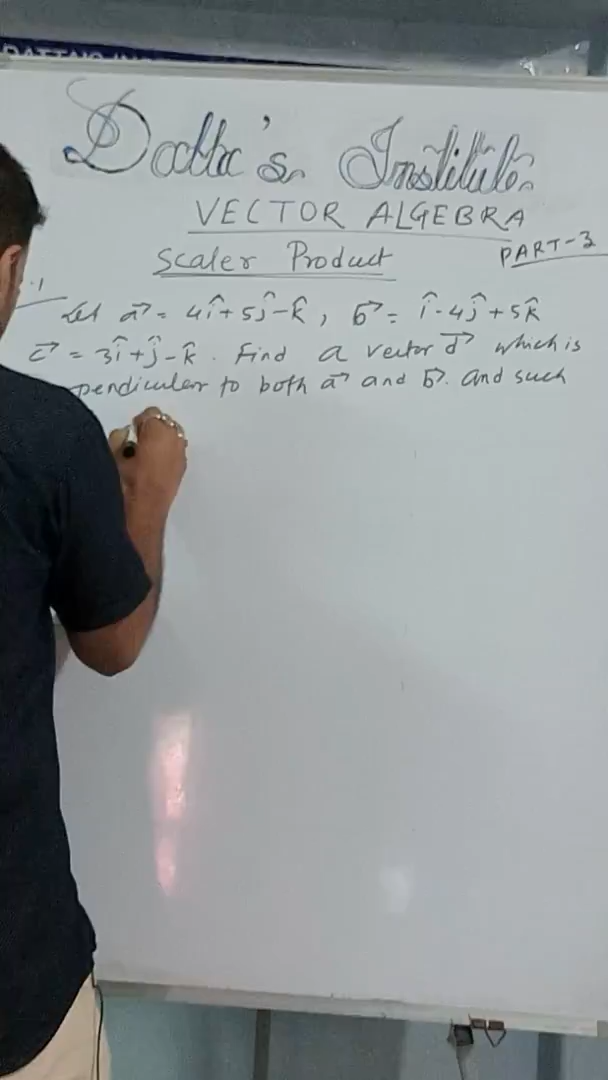 Datta's Institute
VECTOR ALGEBRA
Scaler Product
PART-3
Let a⃗ = 4î+5ĵ-k̂, b⃗ = î-4ĵ+5k̂
c⃗ = 3î+ĵ-k̂. Find a vector d⃗ which is
pendicular to both a⃗ and b⃗. and such